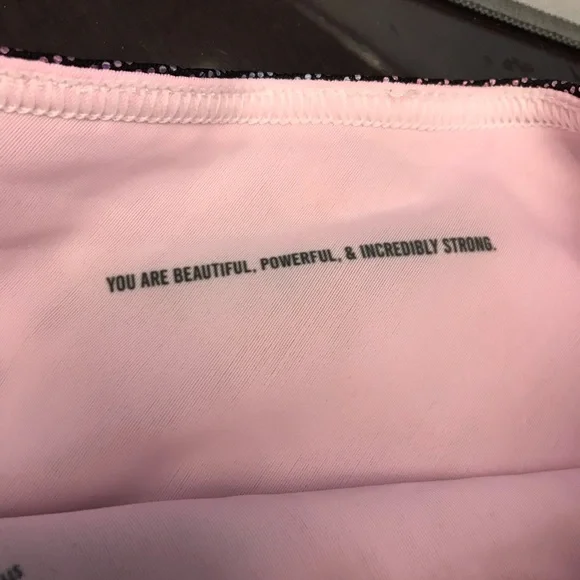 YOU ARE BEAUTIFUL, POWERFUL, & INCREDIBLY STRONG.